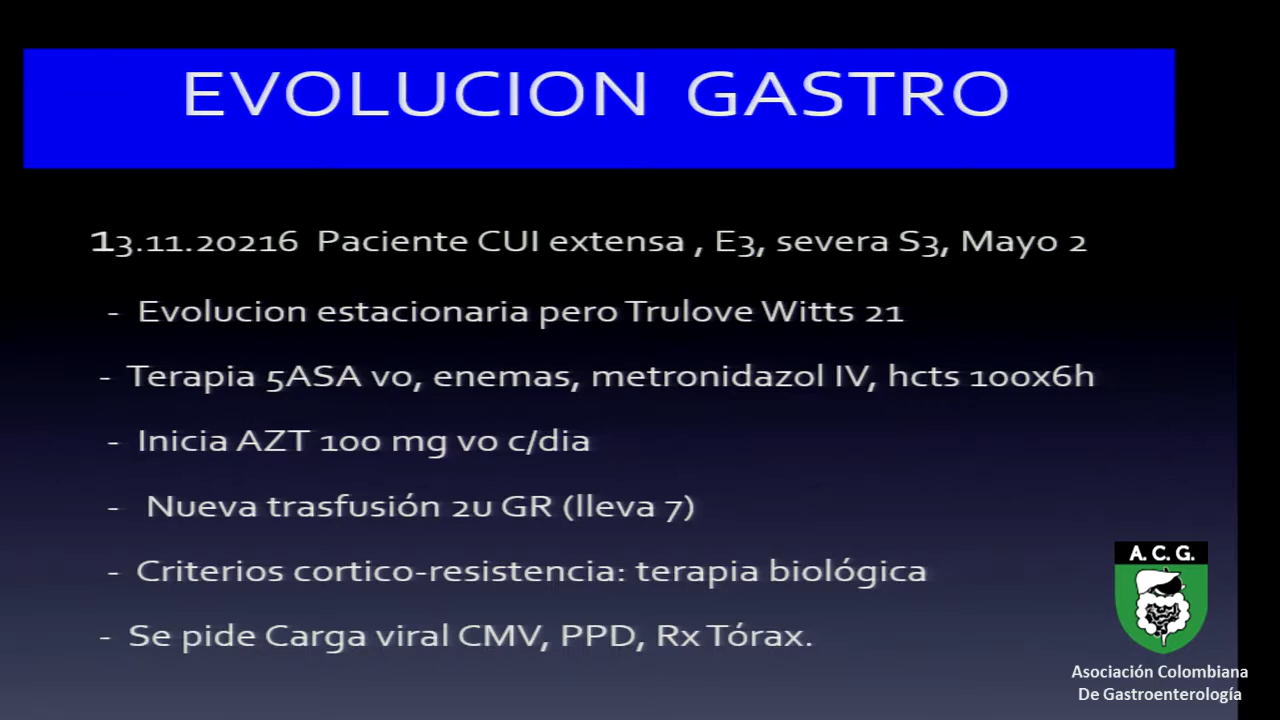 EVOLUCION GASTRO
13.11.20216 Paciente CUI extensa , E3, severa S3, Mayo 2
- Evolucion estacionaria pero Trulove Witts 21
- Terapia 5ASA vo, enemas, metronidazol IV, hcts 100x6h
- Inicia AZT 100 mg vo c/dia
- Nueva trasfusión 2u GR (lleva 7)
- Criterios cortico-resistencia: terapia biológica
- Se pide Carga viral CMV, PPD, Rx Tórax.
A. C. G.
Asociación Colombiana
De Gastroenterología